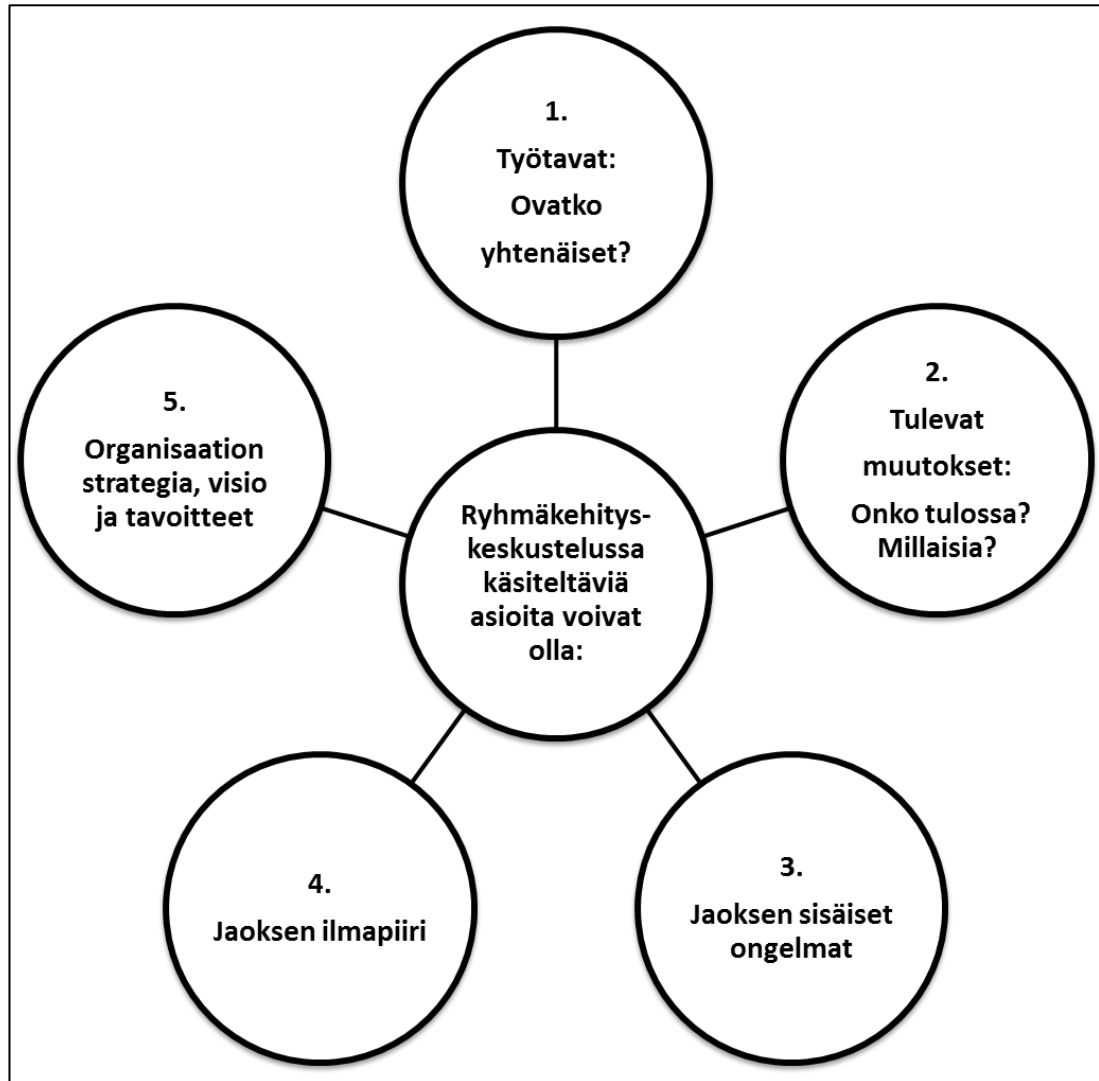 1.
Työtavat:
Ovatko
yhtenäiset?
2.
Tulevat
muutokset:
Onko tulossa?
Millaisia?
3.
Jaoksen sisäiset
ongelmat
4.
Jaoksen ilmapiiri
5.
Organisaation
strategia, visio
ja tavoitteet
Ryhmäkehitys-
keskustelussa
käsiteltäviä
asioita voivat
olla: